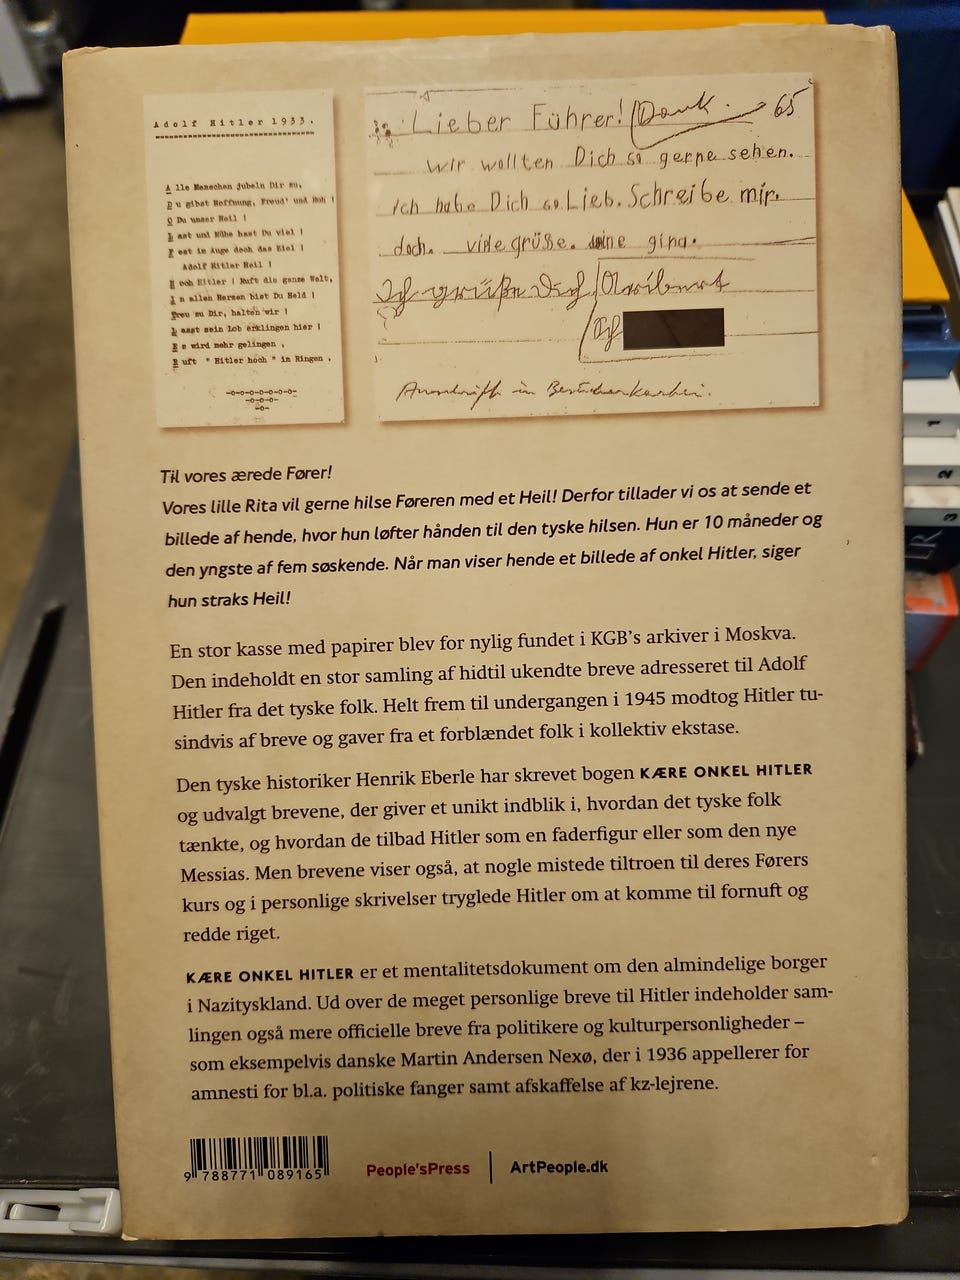 Adolf Hitler 1933.
Alle Menschen jubeln Dir zu,
Du gibst Hoffnung, Freud' und Ruh !
O Du unser Heil !
Last und Mühe hast Du viel !
Fest im Auge doch das Ziel !
Adolf Hitler Heil !
Hoch Hitler ! Ruft die ganze Welt,
In allen Herzen bist Du Held !
Treu zu Dir, halten wir !
Lasst sein Lob erklingen hier !
Es wird mehr gelingen ,
Ruft " Hitler hoch " im Ringen .
-o-o-o-o-o-o-o-
-o-o-o-
-o-
Lieber Führer! Dank. 65
wir wollten Dich so gerne sehen.
Ich habe Dich so Lieb. Schreibe mir.
doch. viele grüße. deine gina.
Ich grüße Dich
Ich
Anschrift in
Til vores ærede Fører!
Vores lille Rita vil gerne hilse Føreren med et Heil! Derfor tillader vi os at sende et
billede af hende, hvor hun løfter hånden til den tyske hilsen. Hun er 10 måneder og
den yngste af fem søskende. Når man viser hende et billede af onkel Hitler, siger
hun straks Heil!
En stor kasse med papirer blev for nylig fundet i KGB's arkiver i Moskva.
Den indeholdt en stor samling af hidtil ukendte breve adresseret til Adolf
Hitler fra det tyske folk. Helt frem til undergangen i 1945 modtog Hitler tu-
sindvis af breve og gaver fra et forblændet folk i kollektiv ekstase.
Den tyske historiker Henrik Eberle har skrevet bogen KÆRE ONKEL HITLER
og udvalgt brevene, der giver et unikt indblik i, hvordan det tyske folk
tænkte, og hvordan de tilbad Hitler som en faderfigur eller som den nye
Messias. Men brevene viser også, at nogle mistede tiltroen til deres Førers
kurs og i personlige skrivelser tryglede Hitler om at komme til fornuft og
redde riget.
KÆRE ONKEL HITLER er et mentalitetsdokument om den almindelige borger
i Nazityskland. Ud over de meget personlige breve til Hitler indeholder sam-
lingen også mere officielle breve fra politikere og kulturpersonligheder –
som eksempelvis danske Martin Andersen Nexø, der i 1936 appellerer for
amnesti for bl.a. politiske fanger samt afskaffelse af kz-lejrene.
9 788771 089165
People'sPress | ArtPeople.dk
1
2
3